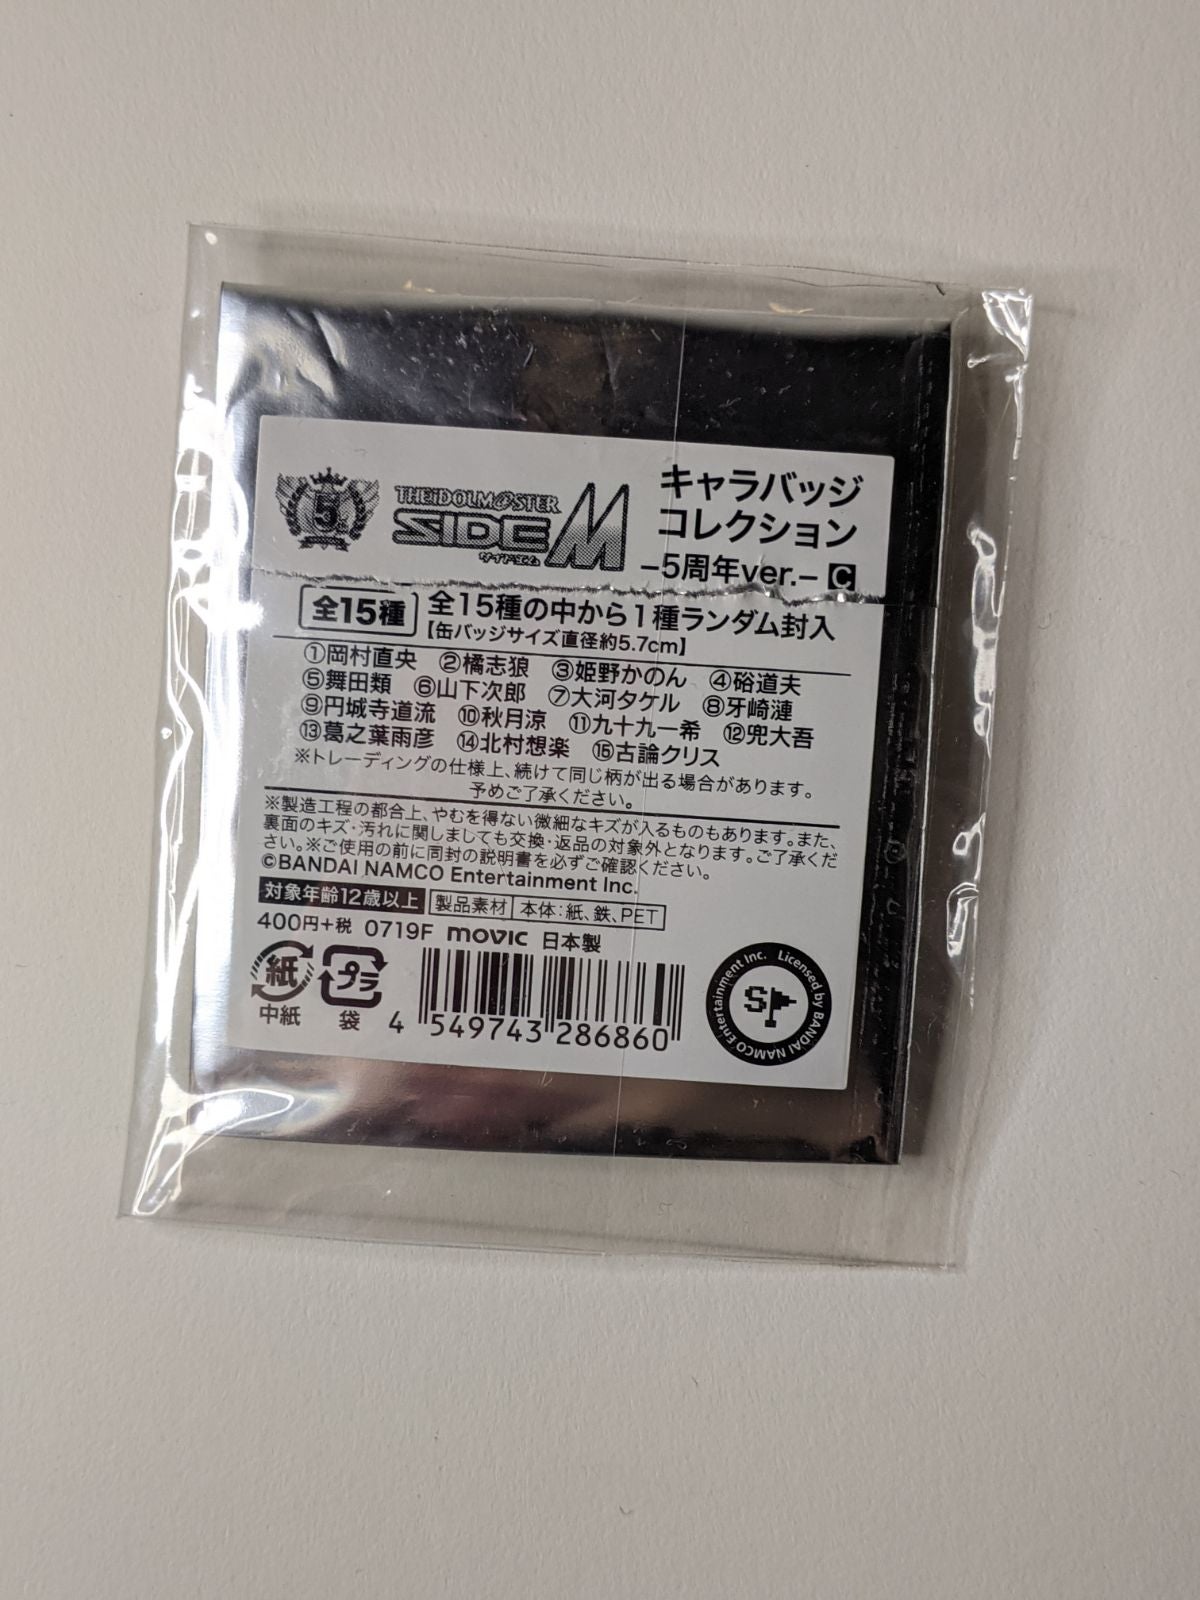 5th
THE IDOLM@STER
SIDE M
サイドエム
キャラバッジ
コレクション
–5周年ver.– C
全15種 全15種の中から1種ランダム封入
【缶バッジサイズ直径約5.7cm】
①岡村直央 ②橘志狼 ③姫野かのん ④硲道夫
⑤舞田類 ⑥山下次郎 ⑦大河タケル ⑧牙崎漣
⑨円城寺道流 ⑩秋月涼 ⑪九十九一希 ⑫兜大吾
⑬葛之葉雨彦 ⑭北村想楽 ⑮古論クリス
※トレーディングの仕様上、続けて同じ柄が出る場合があります。
予めご了承ください。
※製造工程の都合上、やむを得ない微細なキズが入るものもあります。また、
裏面のキズ・汚れに関しましても交換・返品の対象外となります。ご了承くだ
さい。※ご使用の前に同封の説明書を必ずご確認ください。
©BANDAI NAMCO Entertainment Inc.
対象年齢12歳以上 製品素材 本体：紙、鉄、PET
400円+税 0719F movic 日本製
紙 プラ
中紙 袋
4 549743 286860
Licensed by BANDAI NAMCO Entertainment Inc.
S